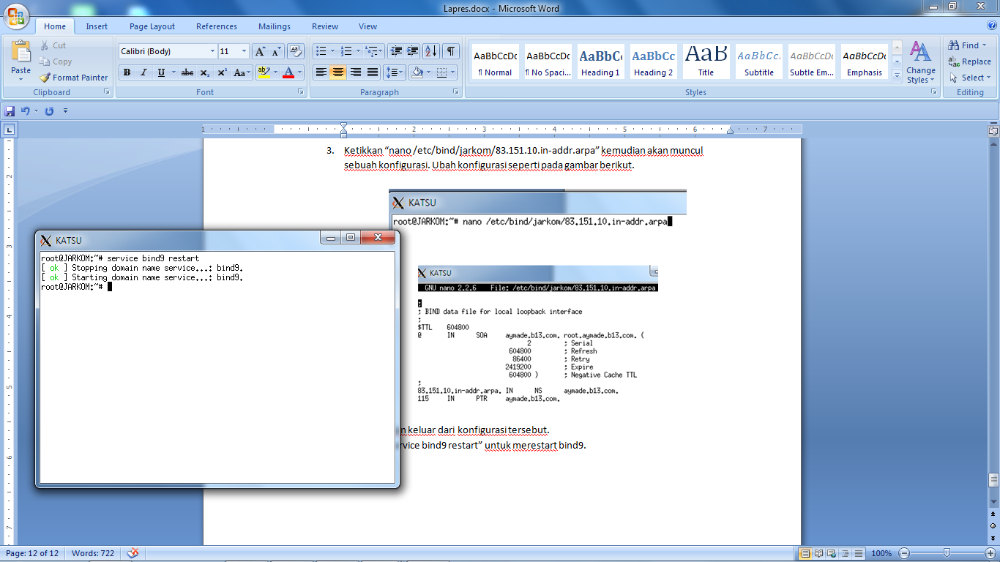 Lapres.docx - Microsoft Word
Home Insert Page Layout References Mailings Review View
Paste
Cut
Copy
Format Painter
Clipboard
Calibri (Body) 11
Font
Paragraph
AaBbCcDc AaBbCcDc AaBbCc AaBbCc AaB AaBbCc. AaBbCcDc AaBbCcDc
¶ Normal ¶ No Spaci... Heading 1 Heading 2 Title Subtitle Subtle Em... Emphasis
Change Styles
Styles
Find
Replace
Select
Editing
1 1 2 3 4 5 6 7
3. Ketikkan “nano /etc/bind/jarkom/83.151.10.in-addr.arpa” kemudian akan muncul
sebuah konfigurasi. Ubah konfigurasi seperti pada gambar berikut.
KATSU
root@JARKOM:~# nano /etc/bind/jarkom/83.151.10.in-addr.arpa
KATSU
root@JARKOM:~# service bind9 restart
[ ok ] Stopping domain name service...: bind9.
[ ok ] Starting domain name service...: bind9.
root@JARKOM:~#
KATSU
GNU nano 2.2.6 File: /etc/bind/jarkom/83.151.10.in-addr.arpa
;
; BIND data file for local loopback interface
;
$TTL 604800
@ IN SOA aymade.b13.com. root.aymade.b13.com. (
2 ; Serial
604800 ; Refresh
86400 ; Retry
2419200 ; Expire
604800 ) ; Negative Cache TTL
;
83.151.10.in-addr.arpa. IN NS aymade.b13.com.
115 IN PTR aymade.b13.com.
n keluar dari konfigurasi tersebut.
rvice bind9 restart” untuk merestart bind9.
Page: 12 of 12 Words: 722 100%